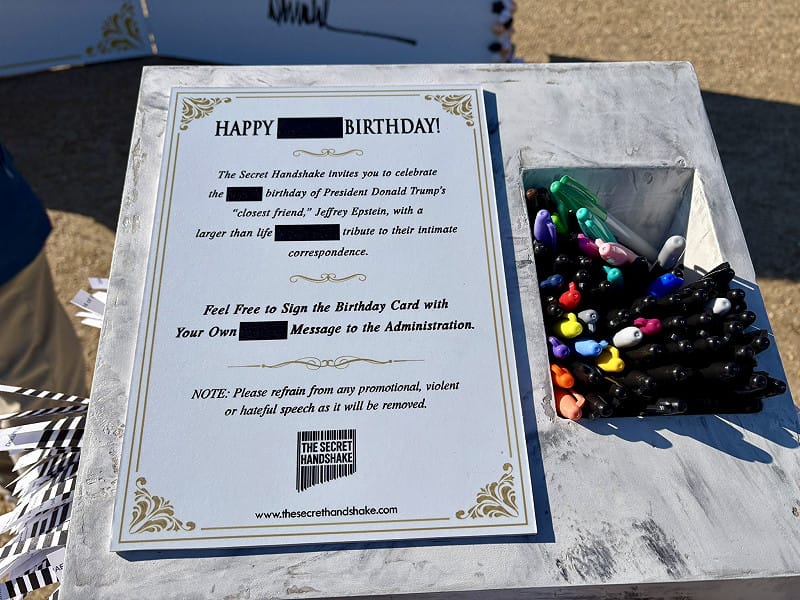 HAPPY BIRTHDAY!
The Secret Handshake invites you to celebrate
the birthday of President Donald Trump's
"closest friend," Jeffrey Epstein, with a
larger than life tribute to their intimate
correspondence.
Feel Free to Sign the Birthday Card with
Your Own Message to the Administration.
NOTE: Please refrain from any promotional, violent
or hateful speech as it will be removed.
THE SECRET
HANDSHAKE
www.thesecrethandshake.com